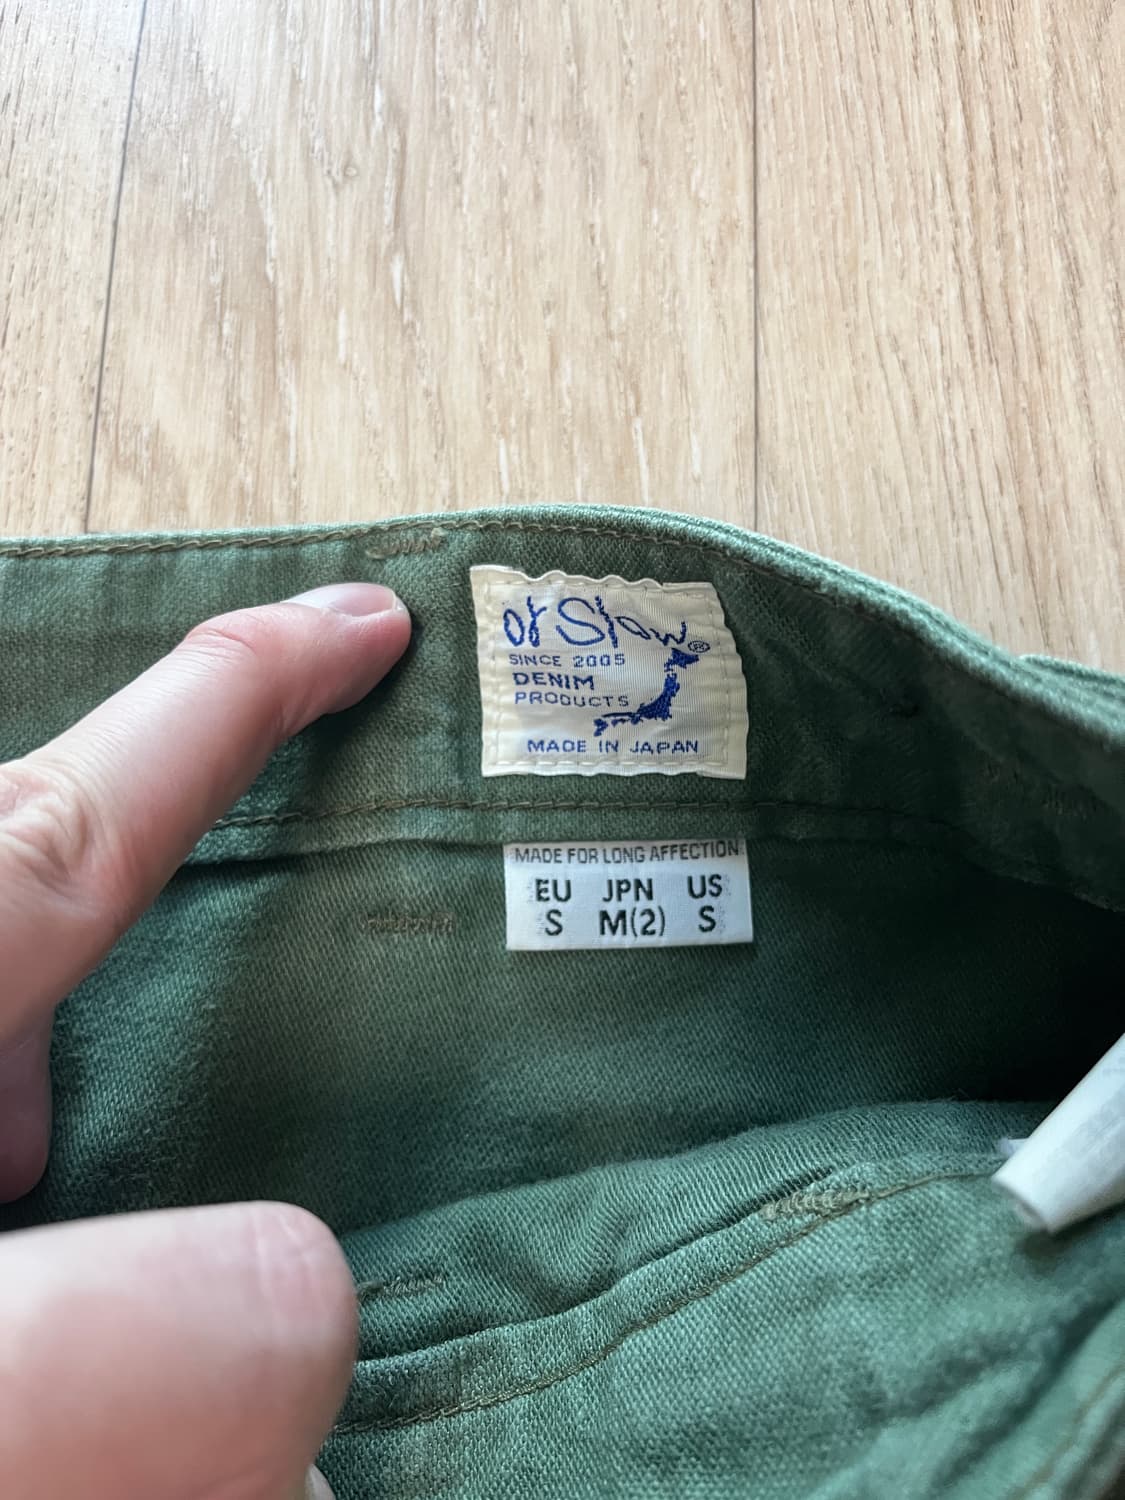 or Slow ®
SINCE 2005
DENIM
PRODUCTS
MADE IN JAPAN
MADE FOR LONG AFFECTION
EU JPN US
S M(2) S